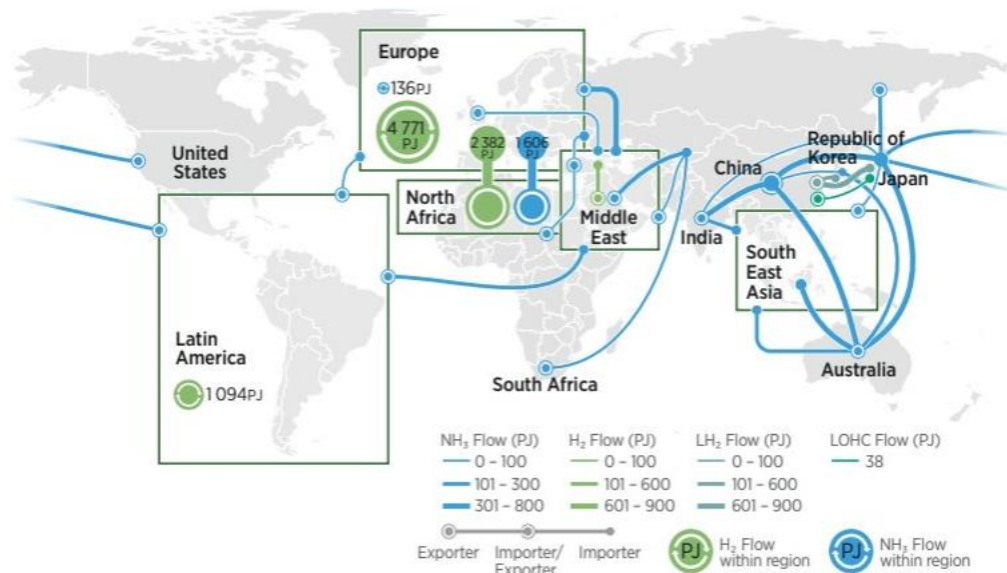 Europe
136PJ
4 771
PJ
2 382
PJ
1 606
PJ
United
States
North
Africa
Middle
East
Republic of
Korea
China
Japan
India
South
East
Asia
Latin
America
1 094PJ
South Africa
Australia
NH₃ Flow (PJ)
0 – 100
101 – 300
301 – 800
H₂ Flow (PJ)
0 – 100
101 – 600
601 – 900
LH₂ Flow (PJ)
0 – 100
101 – 600
601 – 900
LOHC Flow (PJ)
38
Exporter
Importer/
Exporter
Importer
PJ
H₂ Flow
within region
PJ
NH₃ Flow
within region